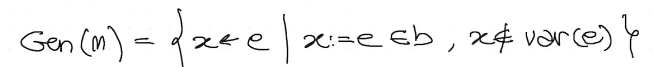 Gen(n) = { x ← e | x := e ∈ b , x ∉ var(e) }